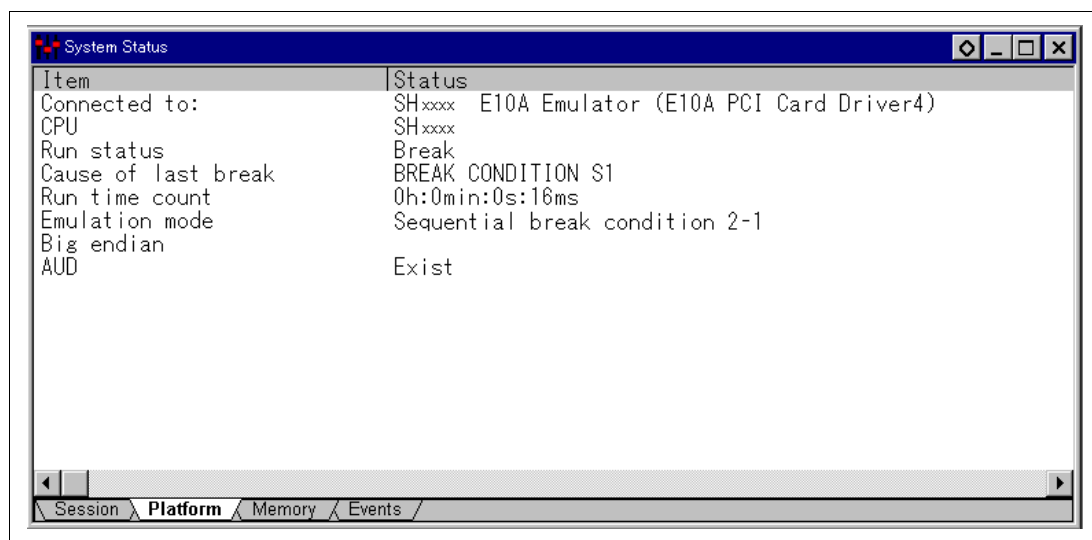 System Status
Item Status
Connected to: SHxxxx E10A Emulator (E10A PCI Card Driver4)
CPU SHxxxx
Run status Break
Cause of last break BREAK CONDITION S1
Run time count 0h:0min:0s:16ms
Emulation mode Sequential break condition 2-1
Big endian
AUD Exist
Session Platform Memory Events